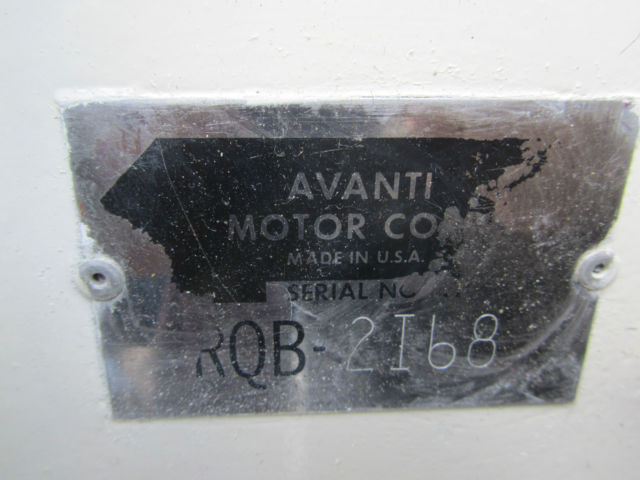 AVANTI
MOTOR CO
MADE IN U.S.A.
SERIAL NO
RQB-2168